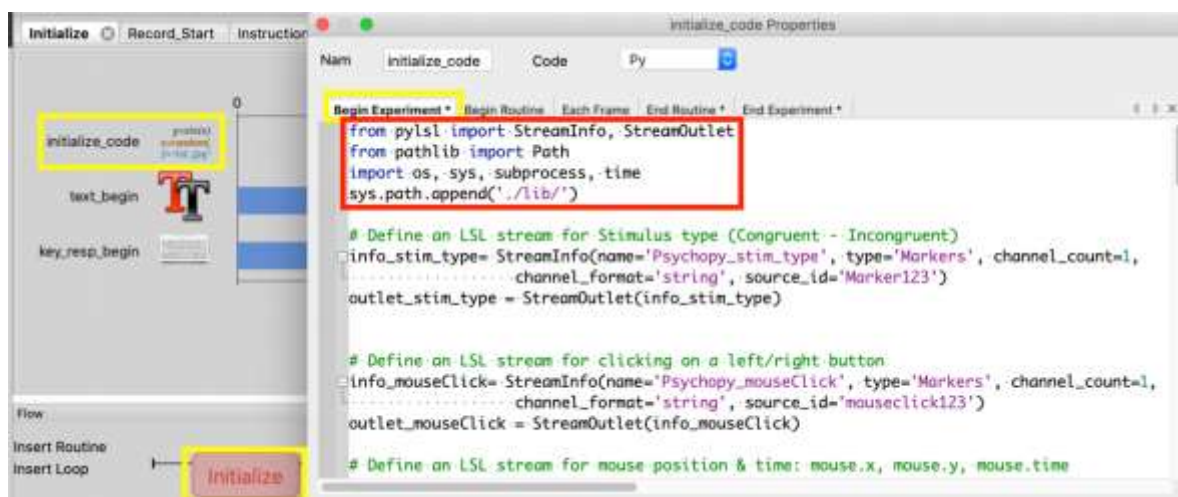 Initialize Record_Start Instruction
initialize_code Properties
Nam initialize_code Code Py
Begin Experiment * Begin Routine Each Frame End Routine * End Experiment *
0
initialize_code
text_begin
key_resp_begin
from pylsl import StreamInfo, StreamOutlet
from pathlib import Path
import os, sys, subprocess, time
sys.path.append('./lib/')
# Define an LSL stream for Stimulus type (Congruent - Incongruent)
info_stim_type= StreamInfo(name='Psychopy_stim_type', type='Markers', channel_count=1,
channel_format='string', source_id='Marker123')
outlet_stim_type = StreamOutlet(info_stim_type)
# Define an LSL stream for clicking on a left/right button
info_mouseClick= StreamInfo(name='Psychopy_mouseClick', type='Markers', channel_count=1,
channel_format='string', source_id='mouseclick123')
outlet_mouseClick = StreamOutlet(info_mouseClick)
# Define an LSL stream for mouse position & time: mouse.x, mouse.y, mouse.time
Flow
Insert Routine
Insert Loop
Initialize